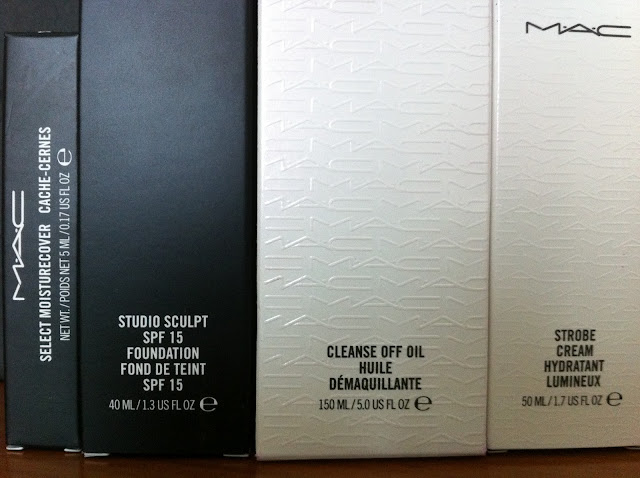 M·A·C
SELECT MOISTURECOVER CACHE-CERNES
NET WT./POIDS NET 5 ML/0.17 US FL OZ ℮
STUDIO SCULPT
SPF 15
FOUNDATION
FOND DE TEINT
SPF 15
40 ML/1.3 US FL OZ ℮
CLEANSE OFF OIL
HUILE
DÉMAQUILLANTE
150 ML/5.0 US FL OZ ℮
M·A·C
STROBE
CREAM
HYDRATANT
LUMINEUX
50 ML/1.7 US FL OZ ℮